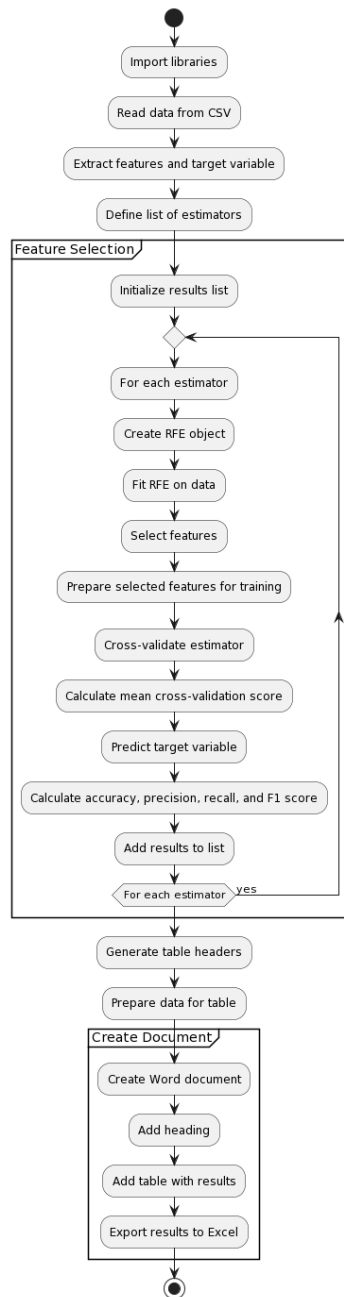 Import libraries
Read data from CSV
Extract features and target variable
Define list of estimators
Feature Selection
Initialize results list
For each estimator
Create RFE object
Fit RFE on data
Select features
Prepare selected features for training
Cross-validate estimator
Calculate mean cross-validation score
Predict target variable
Calculate accuracy, precision, recall, and F1 score
Add results to list
For each estimator
yes
Generate table headers
Prepare data for table
Create Document
Create Word document
Add heading
Add table with results
Export results to Excel